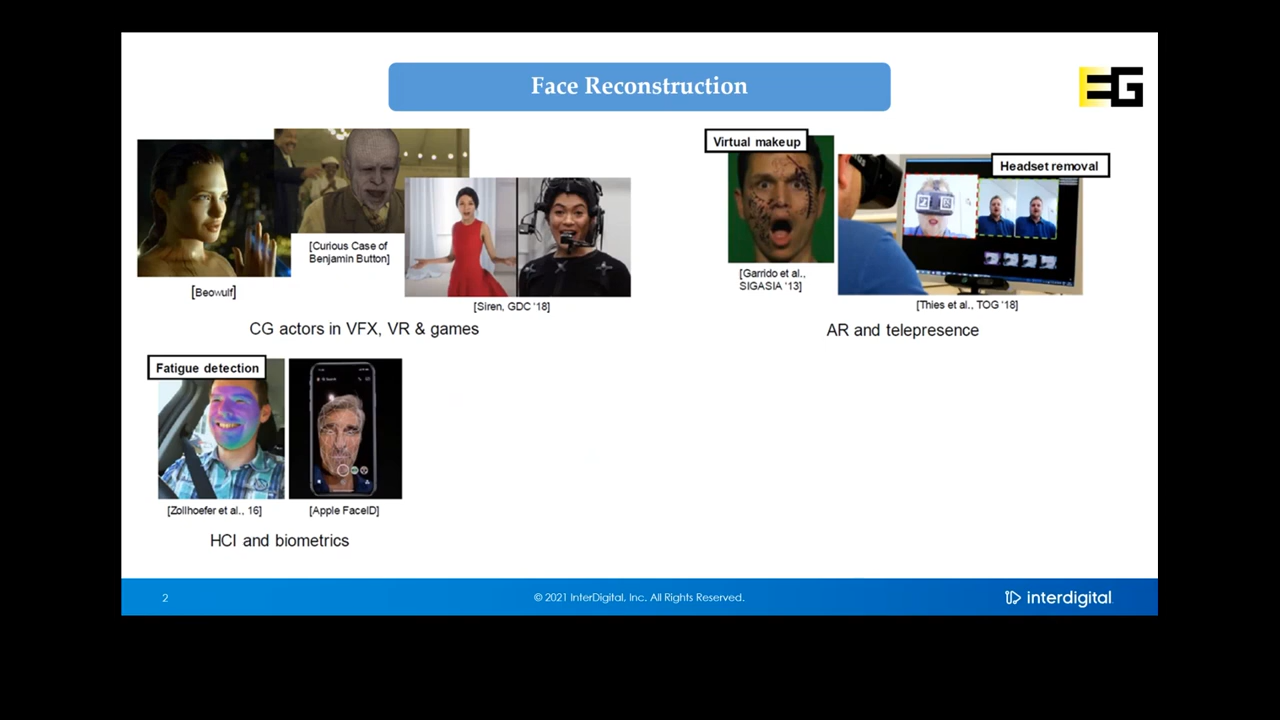 Face Reconstruction
EG
Virtual makeup
Headset removal
[Curious Case of
Benjamin Button]
[Beowulf]
[Siren, GDC '18]
[Garrido et al.,
SIGASIA '13]
[Thies et al., TOG '18]
CG actors in VFX, VR & games
AR and telepresence
Fatigue detection
[Zollhoefer et al., 16]
[Apple FaceID]
HCI and biometrics
2
© 2021 InterDigital, Inc. All Rights Reserved.
interdigital